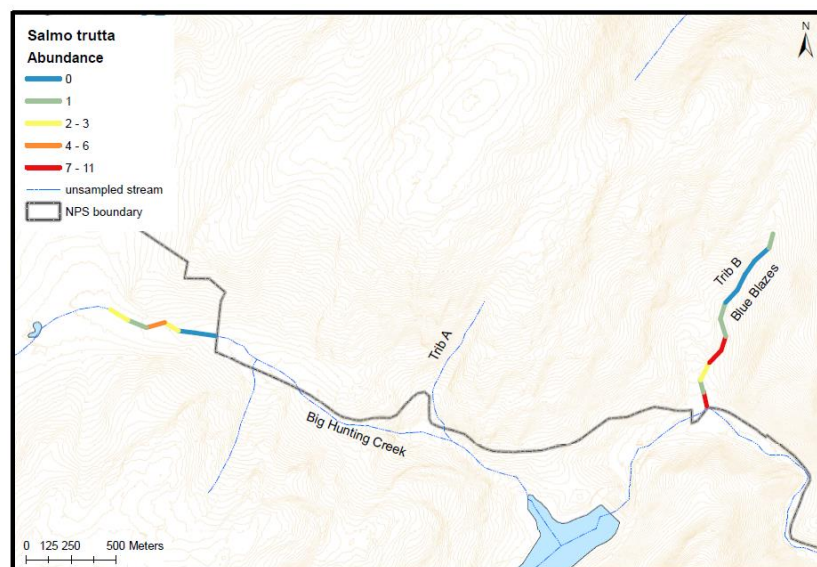 Salmo trutta
Abundance
0
1
2 - 3
4 - 6
7 - 11
unsampled stream
NPS boundary
N
Trib B
Blue Blazes
Trib A
Big Hunting Creek
0 125 250 500 Meters